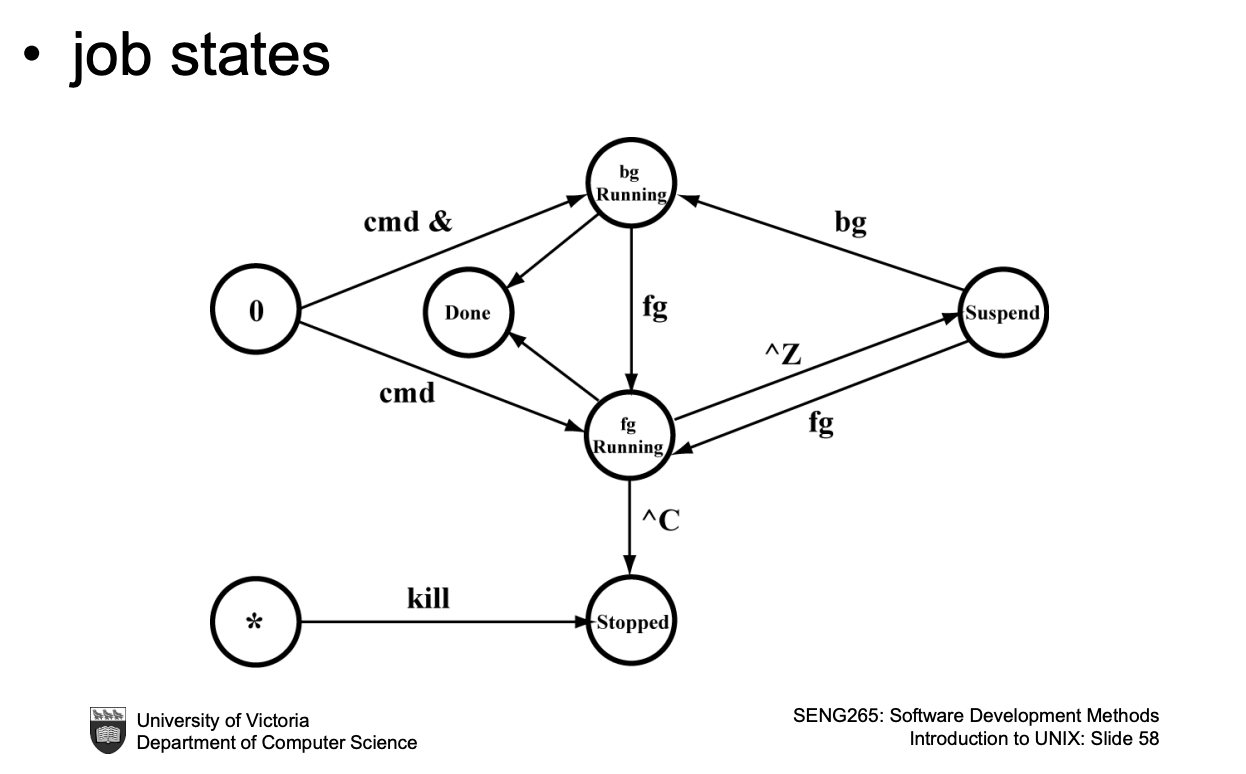 • job states
bg
Running
cmd &
bg
0
Done
fg
Suspend
^Z
cmd
fg
Running
fg
^C
*
kill
Stopped
University of Victoria
Department of Computer Science
SENG265: Software Development Methods
Introduction to UNIX: Slide 58